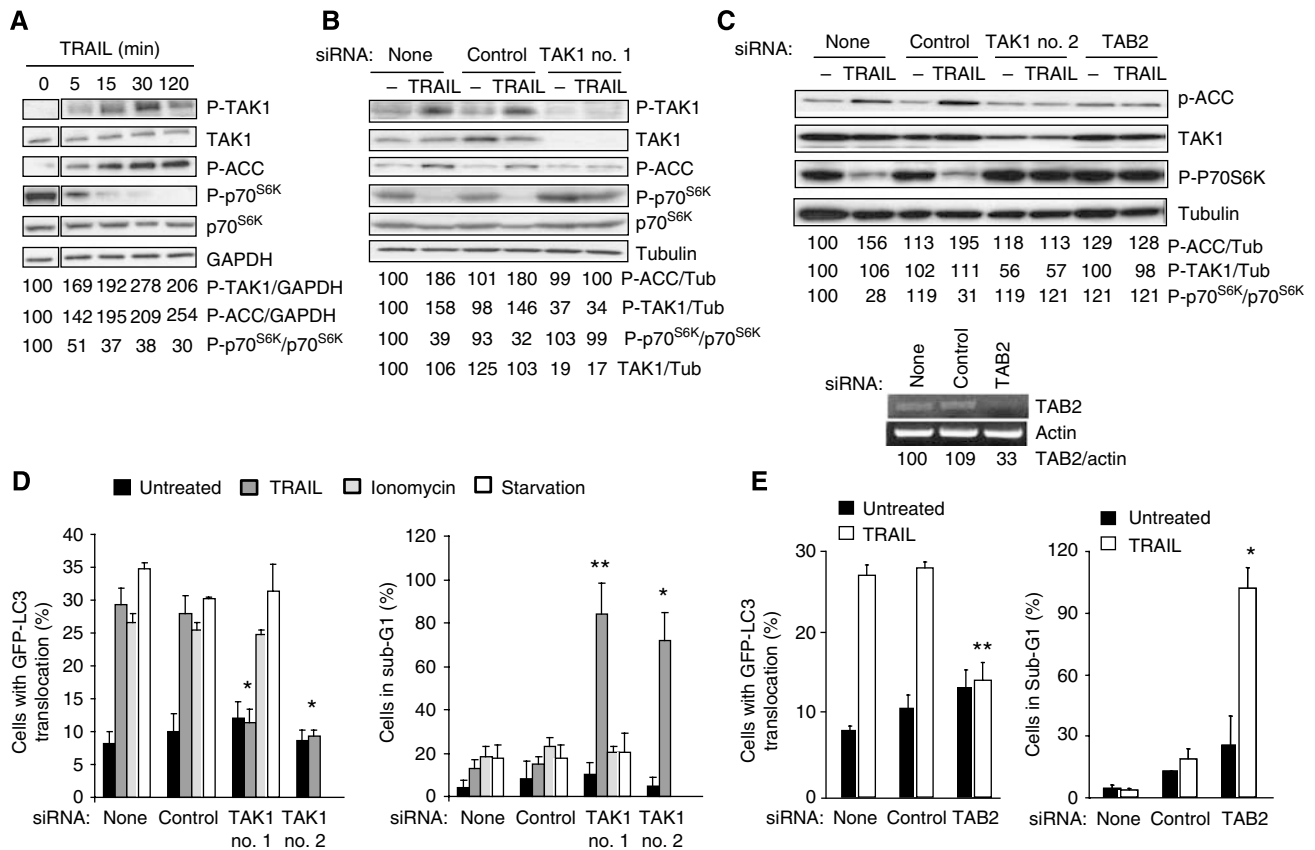 A
TRAIL (min)
0 5 15 30 120
P-TAK1
TAK1
P-ACC
P-p70S6K
p70S6K
GAPDH
100 169 192 278 206 P-TAK1/GAPDH
100 142 195 209 254 P-ACC/GAPDH
100 51 37 38 30 P-p70S6K/p70S6K
B
siRNA: None Control TAK1 no. 1
– TRAIL – TRAIL – TRAIL
P-TAK1
TAK1
P-ACC
P-p70S6K
p70S6K
Tubulin
100 186 101 180 99 100 P-ACC/Tub
100 158 98 146 37 34 P-TAK1/Tub
100 39 93 32 103 99 P-p70S6K/p70S6K
100 106 125 103 19 17 TAK1/Tub
C
siRNA: None Control TAK1 no. 2 TAB2
– TRAIL – TRAIL – TRAIL – TRAIL
p-ACC
TAK1
P-P70S6K
Tubulin
100 156 113 195 118 113 129 128 P-ACC/Tub
100 106 102 111 56 57 100 98 P-TAK1/Tub
100 28 119 31 119 121 121 121 P-p70S6K/p70S6K
siRNA: None Control TAB2
TAB2
Actin
100 109 33 TAB2/actin
D
Untreated TRAIL Ionomycin Starvation
Cells with GFP-LC3
translocation (%)
40
35
30
25
20
15
10
5
0
* *
siRNA: None Control TAK1 no. 1 TAK1 no. 2
Cells in sub-G1 (%)
120
100
80
60
40
20
0
** *
siRNA: None Control TAK1 no. 1 TAK1 no. 2
E
Untreated
TRAIL
Cells with GFP-LC3
translocation (%)
30
20
10
0
**
siRNA: None Control TAB2
Untreated
TRAIL
Cells in Sub-G1 (%)
120
90
60
30
0
*
siRNA: None Control TAB2